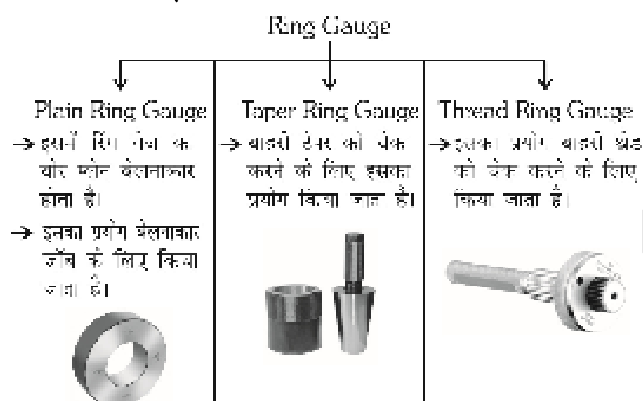 Ring Gauge
Plain Ring Gauge
→ इसमें रिंग गेज का
बोर प्लेन बेलनाकार
होता है।
→ इसका प्रयोग बेलनाकार
जॉब के लिए किया
जाता है।
Taper Ring Gauge
→ बाहरी टेपर को चेक
करने के लिए इसका
प्रयोग किया जाता है।
Thread Ring Gauge
→ इसका प्रयोग बाहरी थ्रेड
को चेक करने के लिए
किया जाता है।